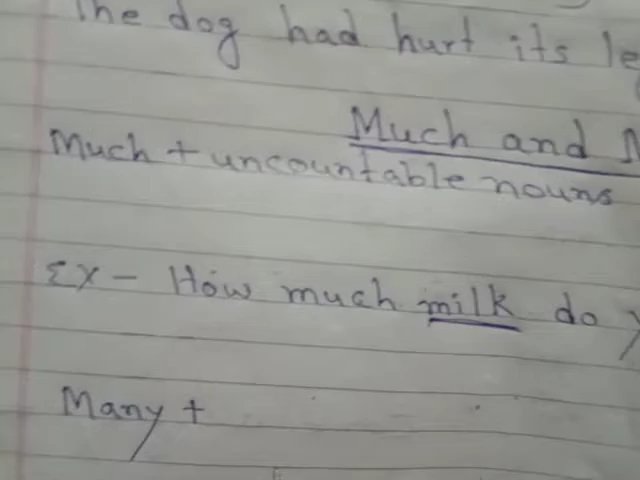 The dog had hurt its
Much and
Much + uncountable nouns
Ex - How much milk do
Many +